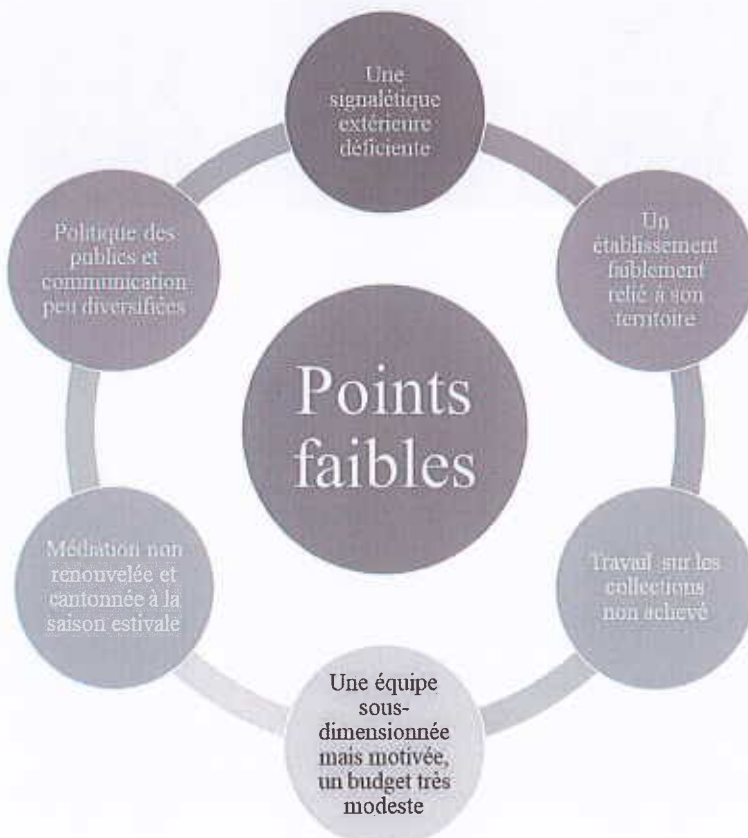 Une
signalétique
extérieure
déficiente
Un
établissement
faiblement
relié à son
territoire
Travail sur les
collections
non achevé
Une équipe
sous-
dimensionnée
mais motivée,
un budget très
modeste
Médiation non
renouvelée et
cantonnée à la
saison estivale
Politique des
publics et
communication
peu diversifiées
Points
faibles